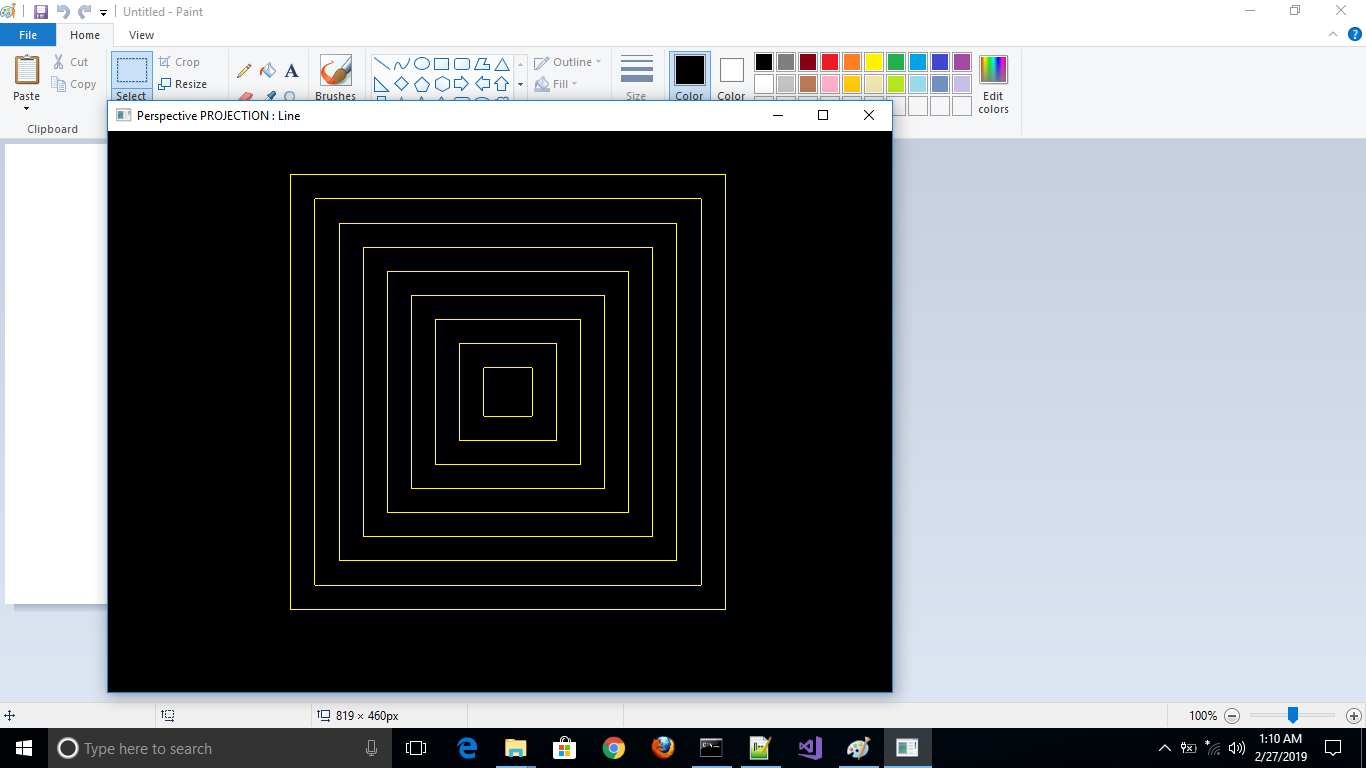 Untitled - Paint
File Home View
Cut
Crop
Outline
Paste
Copy
Resize
Fill
Select
Brushes
Size
Color
Color
Edit
colors
Clipboard
Perspective PROJECTION : Line
819 × 460px
100%
Type here to search
1:10 AM
2/27/2019